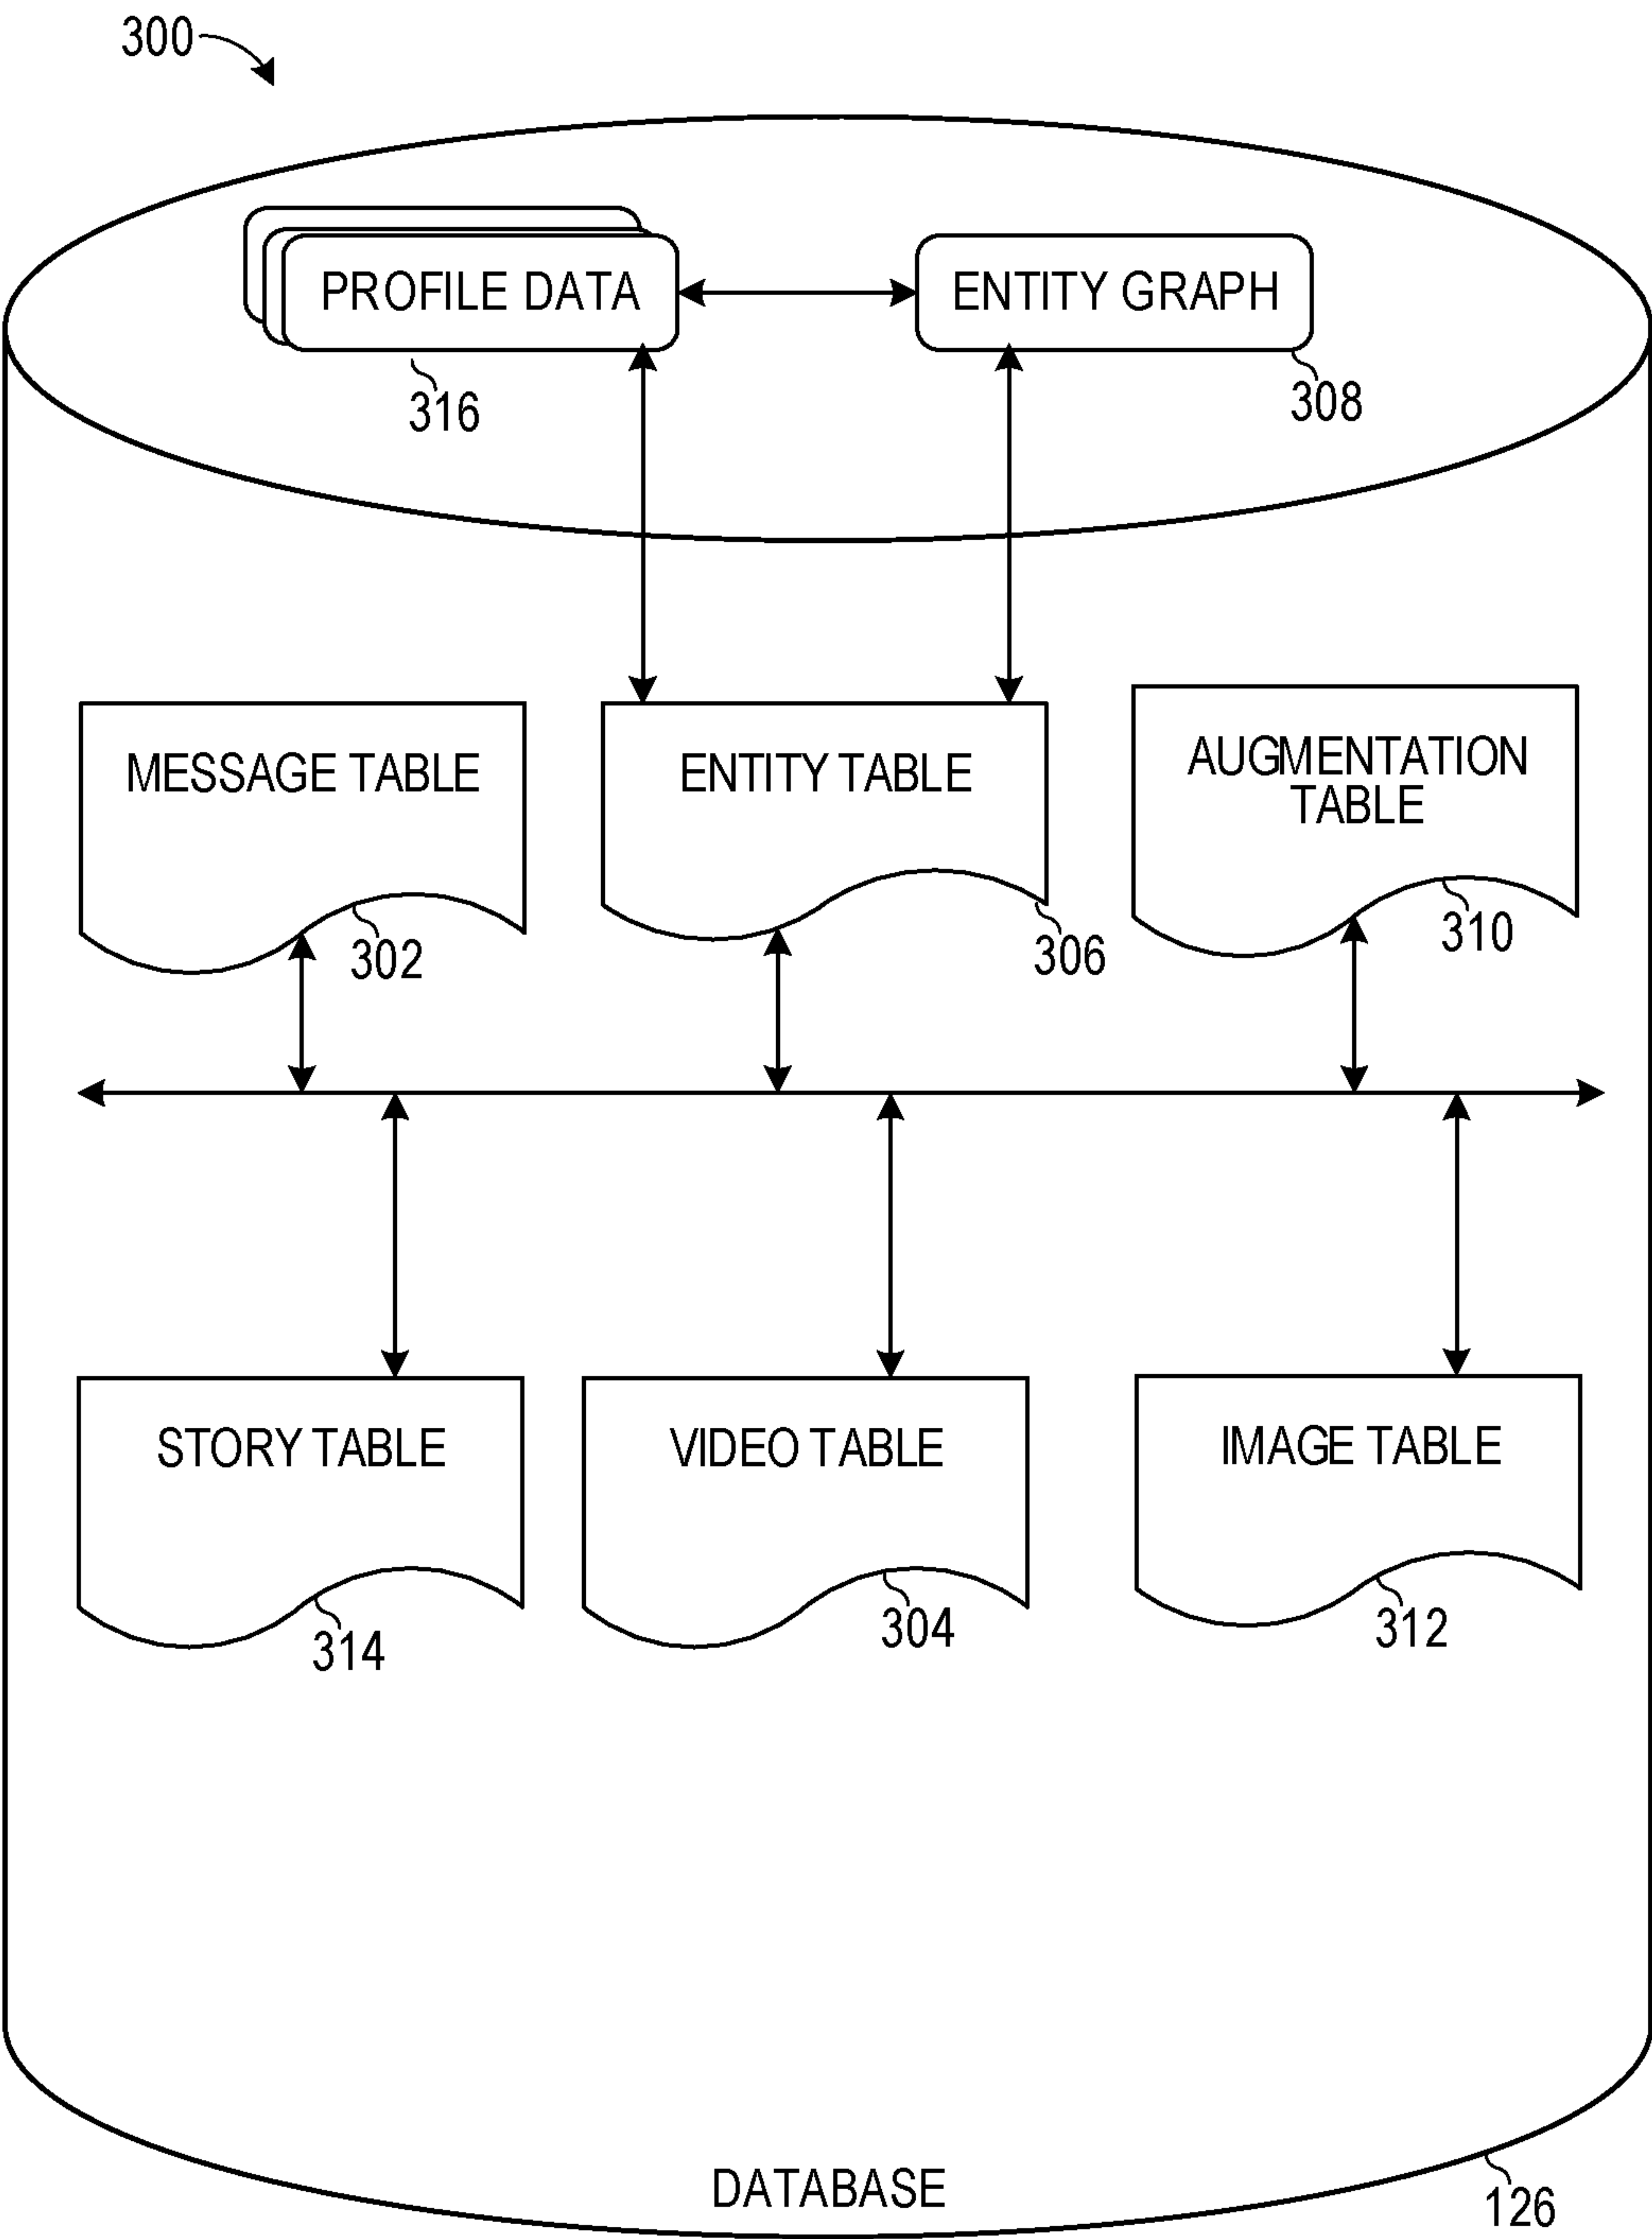 300
PROFILE DATA
ENTITY GRAPH
316
308
MESSAGE TABLE
ENTITY TABLE
AUGMENTATION
TABLE
302
306
310
STORY TABLE
VIDEO TABLE
IMAGE TABLE
314
304
312
DATABASE
126